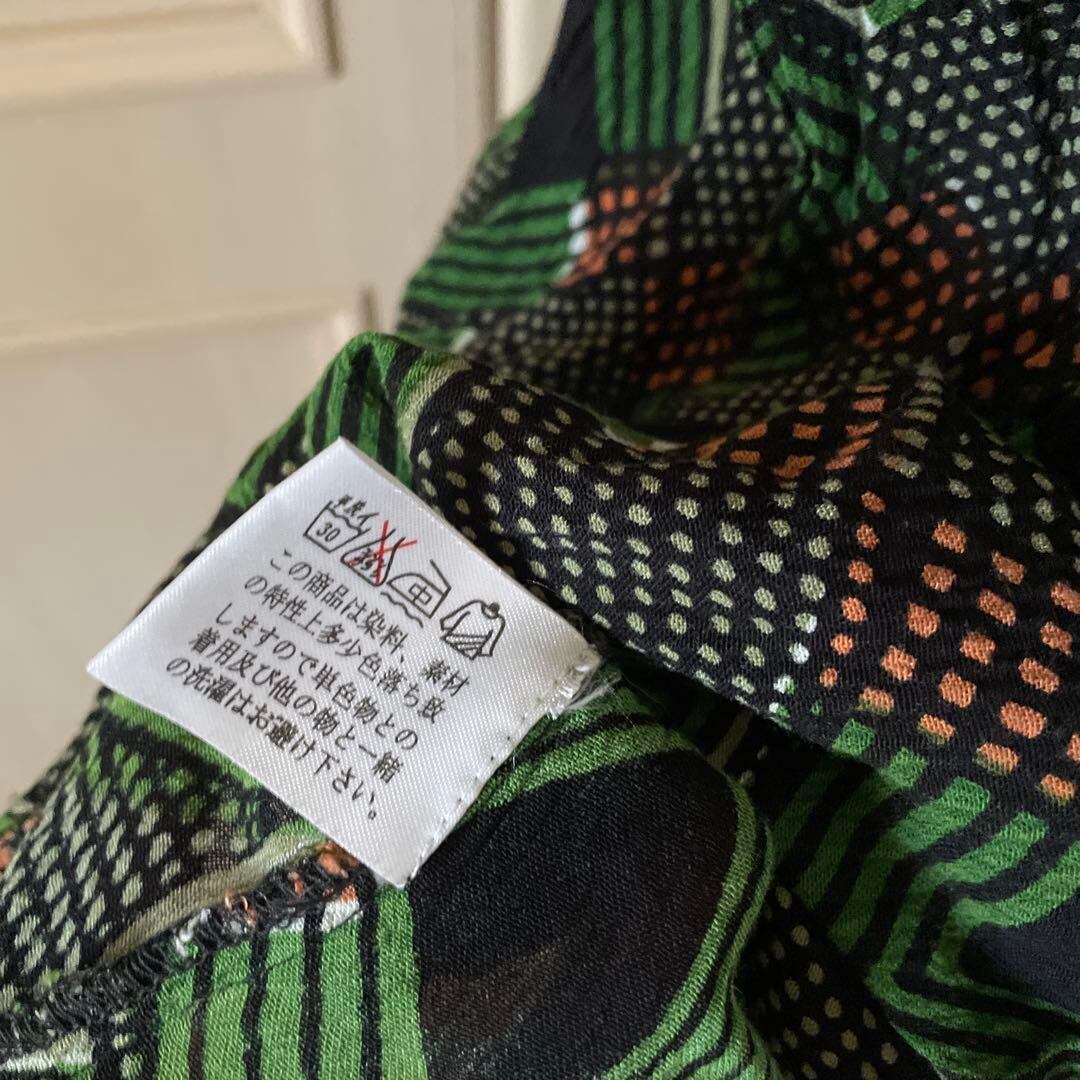 手洗イ
30
中
この商品は染料、素材
の特性上多少色落ち致
しますので単色物との
着用及び他の物と一緒
の洗濯はお避け下さい。